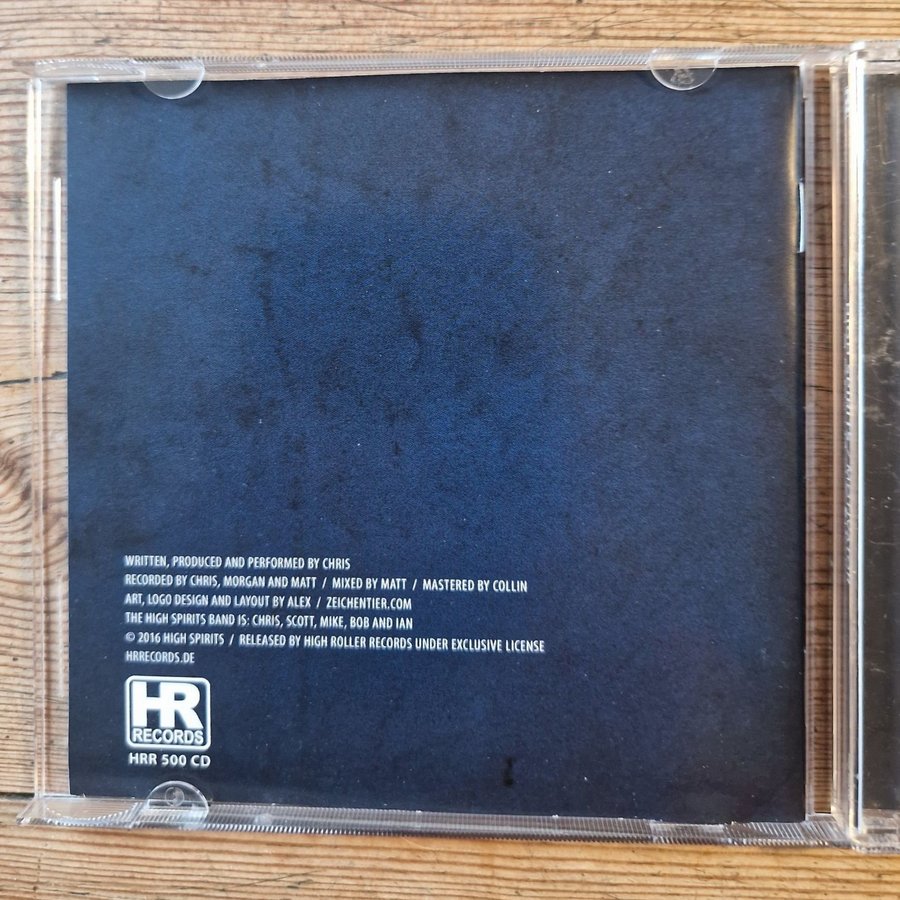 WRITTEN, PRODUCED AND PERFORMED BY CHRIS
RECORDED BY CHRIS, MORGAN AND MATT / MIXED BY MATT / MASTERED BY COLLIN
ART, LOGO DESIGN AND LAYOUT BY ALEX / ZEICHENTIER.COM
THE HIGH SPIRITS BAND IS: CHRIS, SCOTT, MIKE, BOB AND IAN
© 2016 HIGH SPIRITS / RELEASED BY HIGH ROLLER RECORDS UNDER EXCLUSIVE LICENSE
HRRECORDS.DE
HR
RECORDS
HRR 500 CD